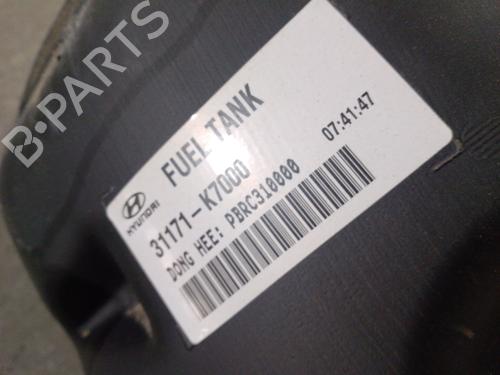 B-PARTS
HYUNDAI
FUEL TANK
31171-K7000
DONG HEE: PBRC310000
07:41:47